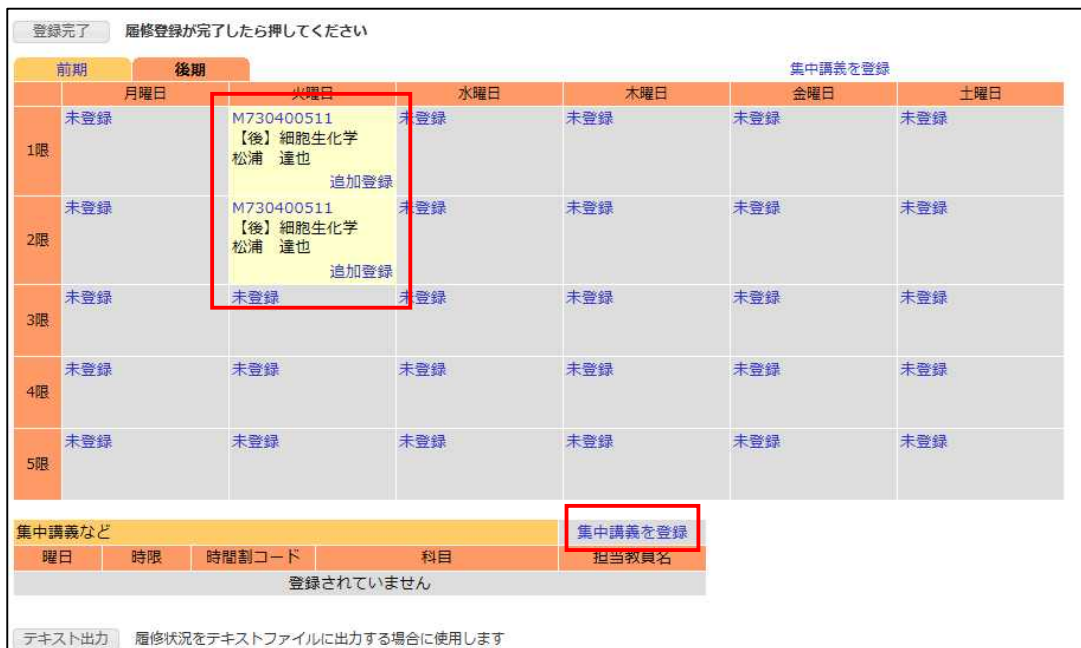 登録完了 履修登録が完了したら押してください
前期 後期 集中講義を登録
月曜日 火曜日 水曜日 木曜日 金曜日 土曜日
1限 未登録 M730400511 未登録 未登録 未登録 未登録
【後】細胞生化学
松浦 達也
追加登録
2限 未登録 M730400511 未登録 未登録 未登録 未登録
【後】細胞生化学
松浦 達也
追加登録
3限 未登録 未登録 未登録 未登録 未登録 未登録
4限 未登録 未登録 未登録 未登録 未登録 未登録
5限 未登録 未登録 未登録 未登録 未登録 未登録
集中講義など 集中講義を登録
曜日 時限 時間割コード 科目 担当教員名
登録されていません
テキスト出力 履修状況をテキストファイルに出力する場合に使用します